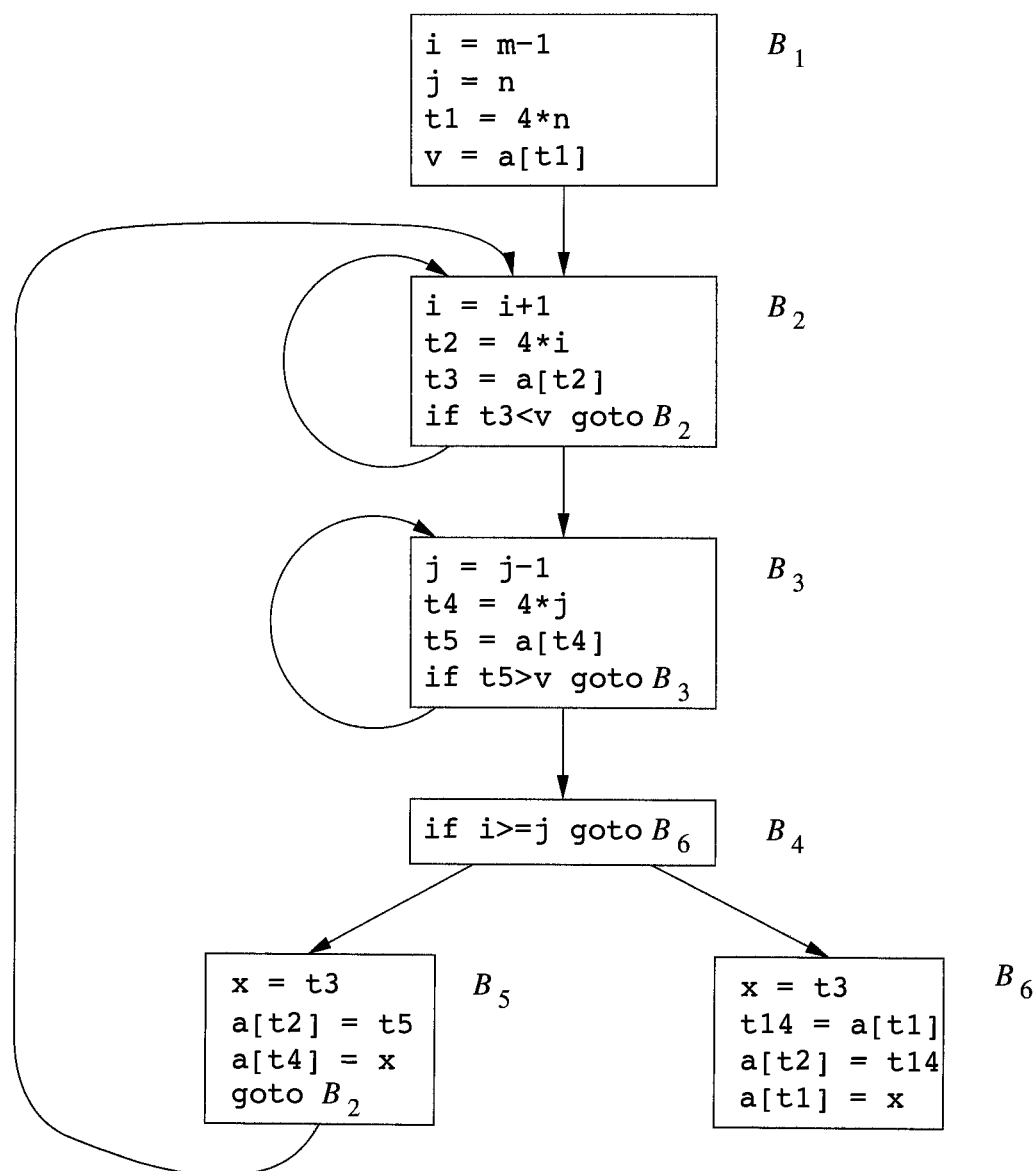 i = m-1
B1
j = n
t1 = 4*n
v = a[t1]
i = i+1
B2
t2 = 4*i
t3 = a[t2]
if t3<v goto B2
j = j-1
B3
t4 = 4*j
t5 = a[t4]
if t5>v goto B3
if i>=j goto B6
B4
x = t3
a[t2] = t5
a[t4] = x
goto B2
B5
x = t3
t14 = a[t1]
a[t2] = t14
a[t1] = x
B6